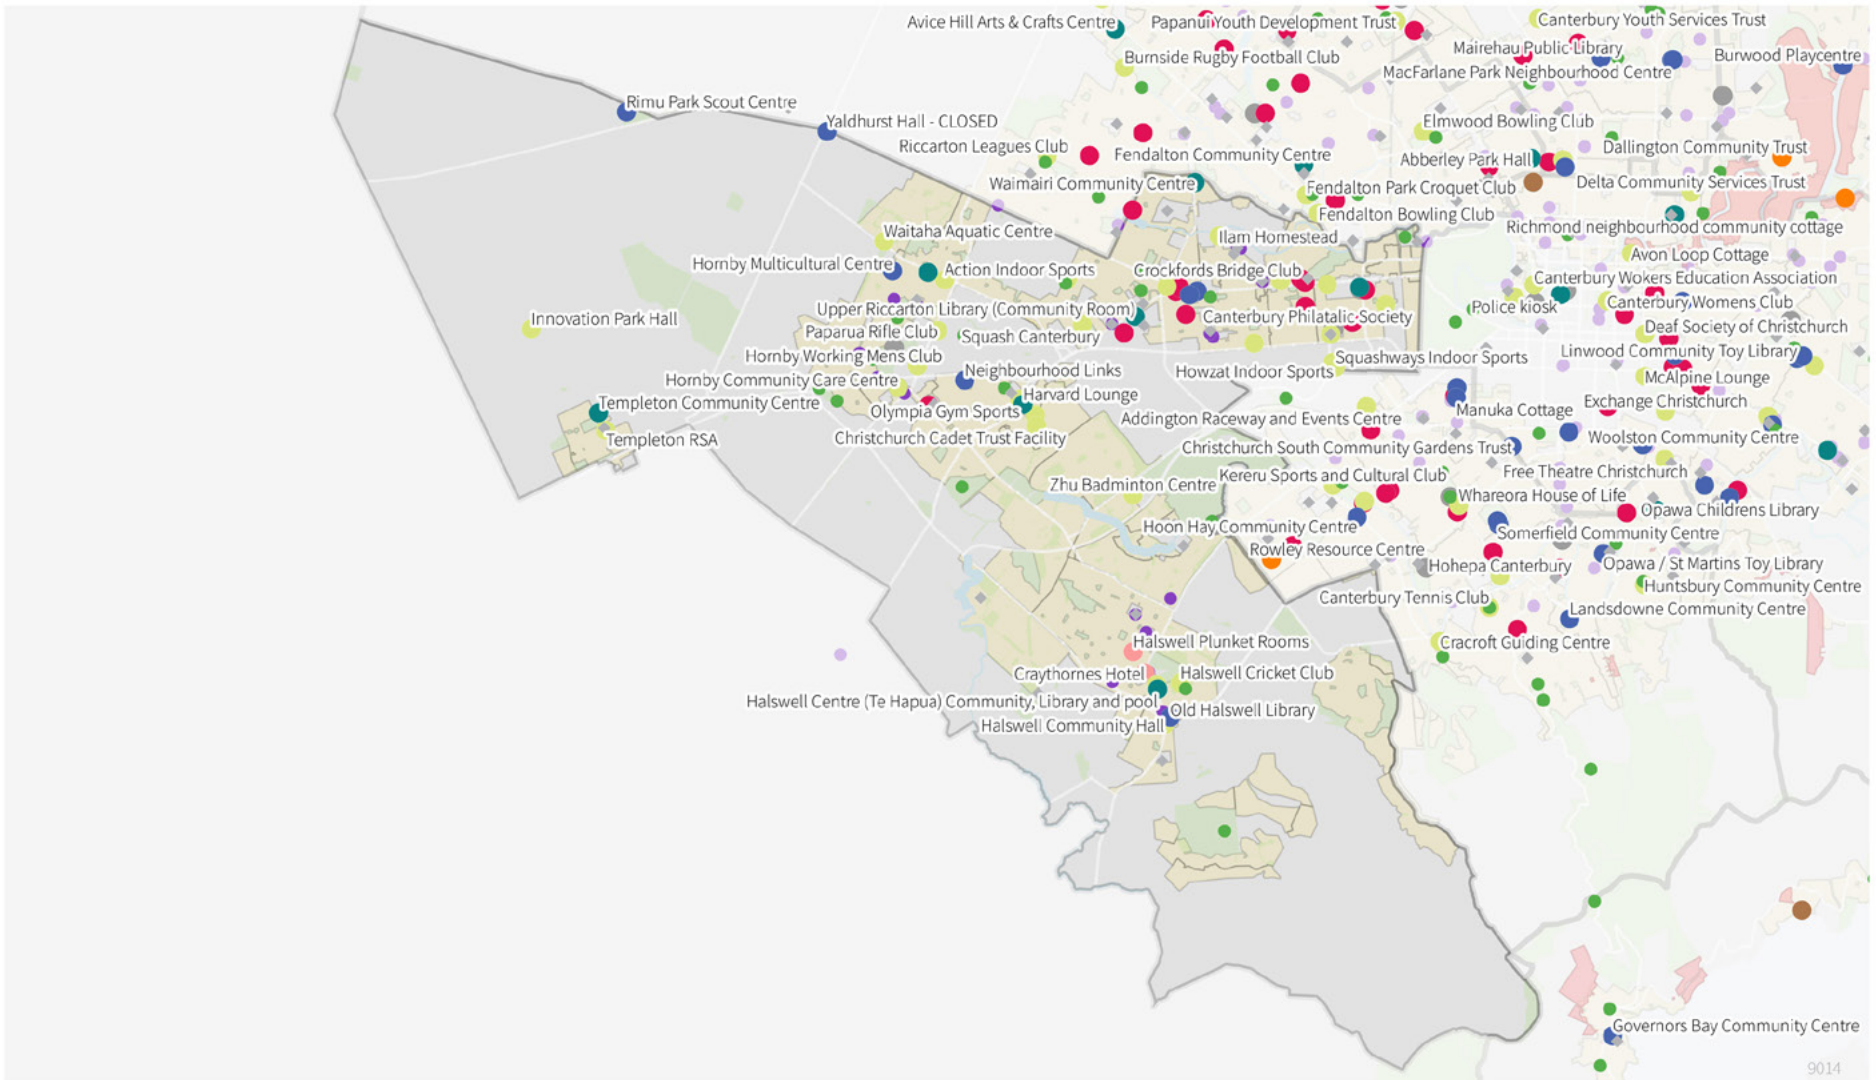 Avice Hill Arts & Crafts Centre
Papanui Youth Development Trust
Canterbury Youth Services Trust
Mairehau Public Library
Burnside Rugby Football Club
Burwood Playcentre
MacFarlane Park Neighbourhood Centre
Rimu Park Scout Centre
Yaldhurst Hall - CLOSED
Elmwood Bowling Club
Riccarton Leagues Club
Dallington Community Trust
Fendalton Community Centre
Abberley Park Hall
Waimairi Community Centre
Fendalton Park Croquet Club
Delta Community Services Trust
Fendalton Bowling Club
Richmond neighbourhood community cottage
Waitaha Aquatic Centre
Ilam Homestead
Avon Loop Cottage
Hornby Multicultural Centre
Action Indoor Sports
Crockfords Bridge Club
Canterbury Wokers Education Association
Upper Riccarton Library (Community Room)
Police kiosk
Canterbury Womens Club
Innovation Park Hall
Canterbury Philatelic Society
Deaf Society of Christchurch
Paparua Rifle Club
Squash Canterbury
Linwood Community Toy Library
Hornby Working Mens Club
Squashways Indoor Sports
Neighbourhood Links
Howzat Indoor Sports
McAlpine Lounge
Hornby Community Care Centre
Harvard Lounge
Templeton Community Centre
Exchange Christchurch
Olympia Gym Sports
Addington Raceway and Events Centre
Manuka Cottage
Templeton RSA
Christchurch Cadet Trust Facility
Christchurch South Community Gardens Trust
Woolston Community Centre
Zhu Badminton Centre
Kereru Sports and Cultural Club
Free Theatre Christchurch
Whareora House of Life
Opawa Childrens Library
Hoon Hay Community Centre
Somerfield Community Centre
Rowley Resource Centre
Hohepa Canterbury
Opawa / St Martins Toy Library
Huntsbury Community Centre
Canterbury Tennis Club
Landsdowne Community Centre
Halswell Plunket Rooms
Cracroft Guiding Centre
Craythornes Hotel
Halswell Cricket Club
Halswell Centre (Te Hapua) Community, Library and pool
Old Halswell Library
Halswell Community Hall
Governors Bay Community Centre
9014